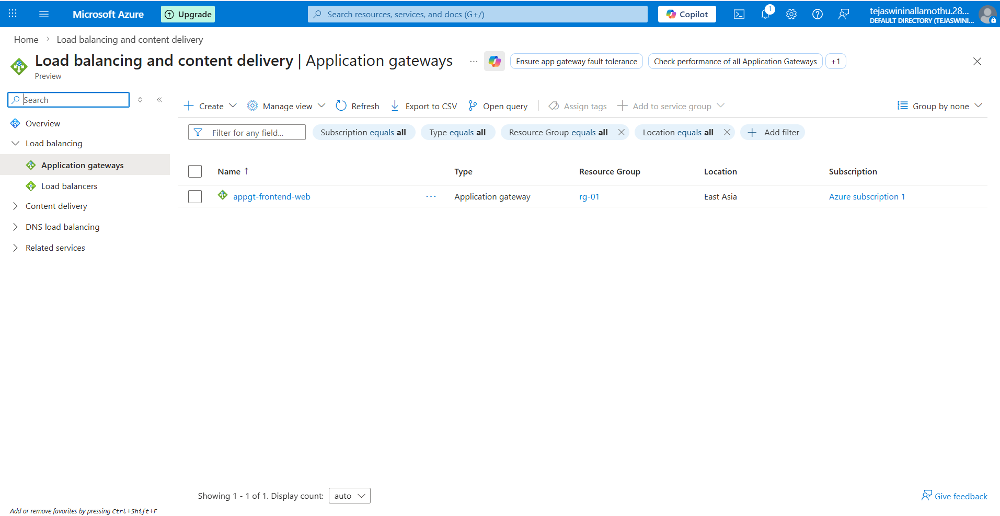 Microsoft Azure
Upgrade
Search resources, services, and docs (G+/)
Copilot
1
tejaswininallamothu.28...
DEFAULT DIRECTORY (TEJASWINI...
Home > Load balancing and content delivery
Load balancing and content delivery | Application gateways ...
Preview
Ensure app gateway fault tolerance
Check performance of all Application Gateways
+1
Search
Overview
Load balancing
Application gateways
Load balancers
Content delivery
DNS load balancing
Related services
Add or remove favorites by pressing Ctrl+Shift+F
Create
Manage view
Refresh
Export to CSV
Open query
Assign tags
Add to service group
Group by none
Filter for any field...
Subscription equals all
Type equals all
Resource Group equals all
Location equals all
Add filter
Name ↑ Type Resource Group Location Subscription
appgt-frontend-web ... Application gateway rg-01 East Asia Azure subscription 1
Showing 1 - 1 of 1. Display count: auto
Give feedback